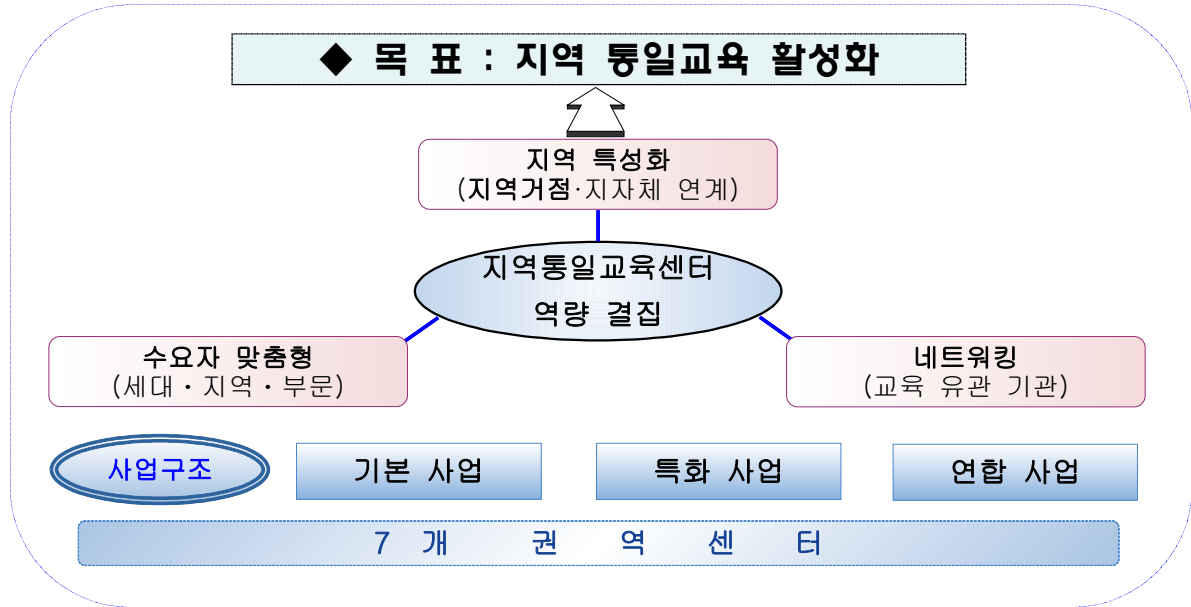 ◆ 목 표 : 지역 통일교육 활성화
지역 특성화
(지역거점·지자체 연계)
지역통일교육센터
역량 결집
수요자 맞춤형
(세대·지역·부문)
네트워킹
(교육 유관 기관)
사업구조
기본 사업
특화 사업
연합 사업
7 개 권 역 센 터